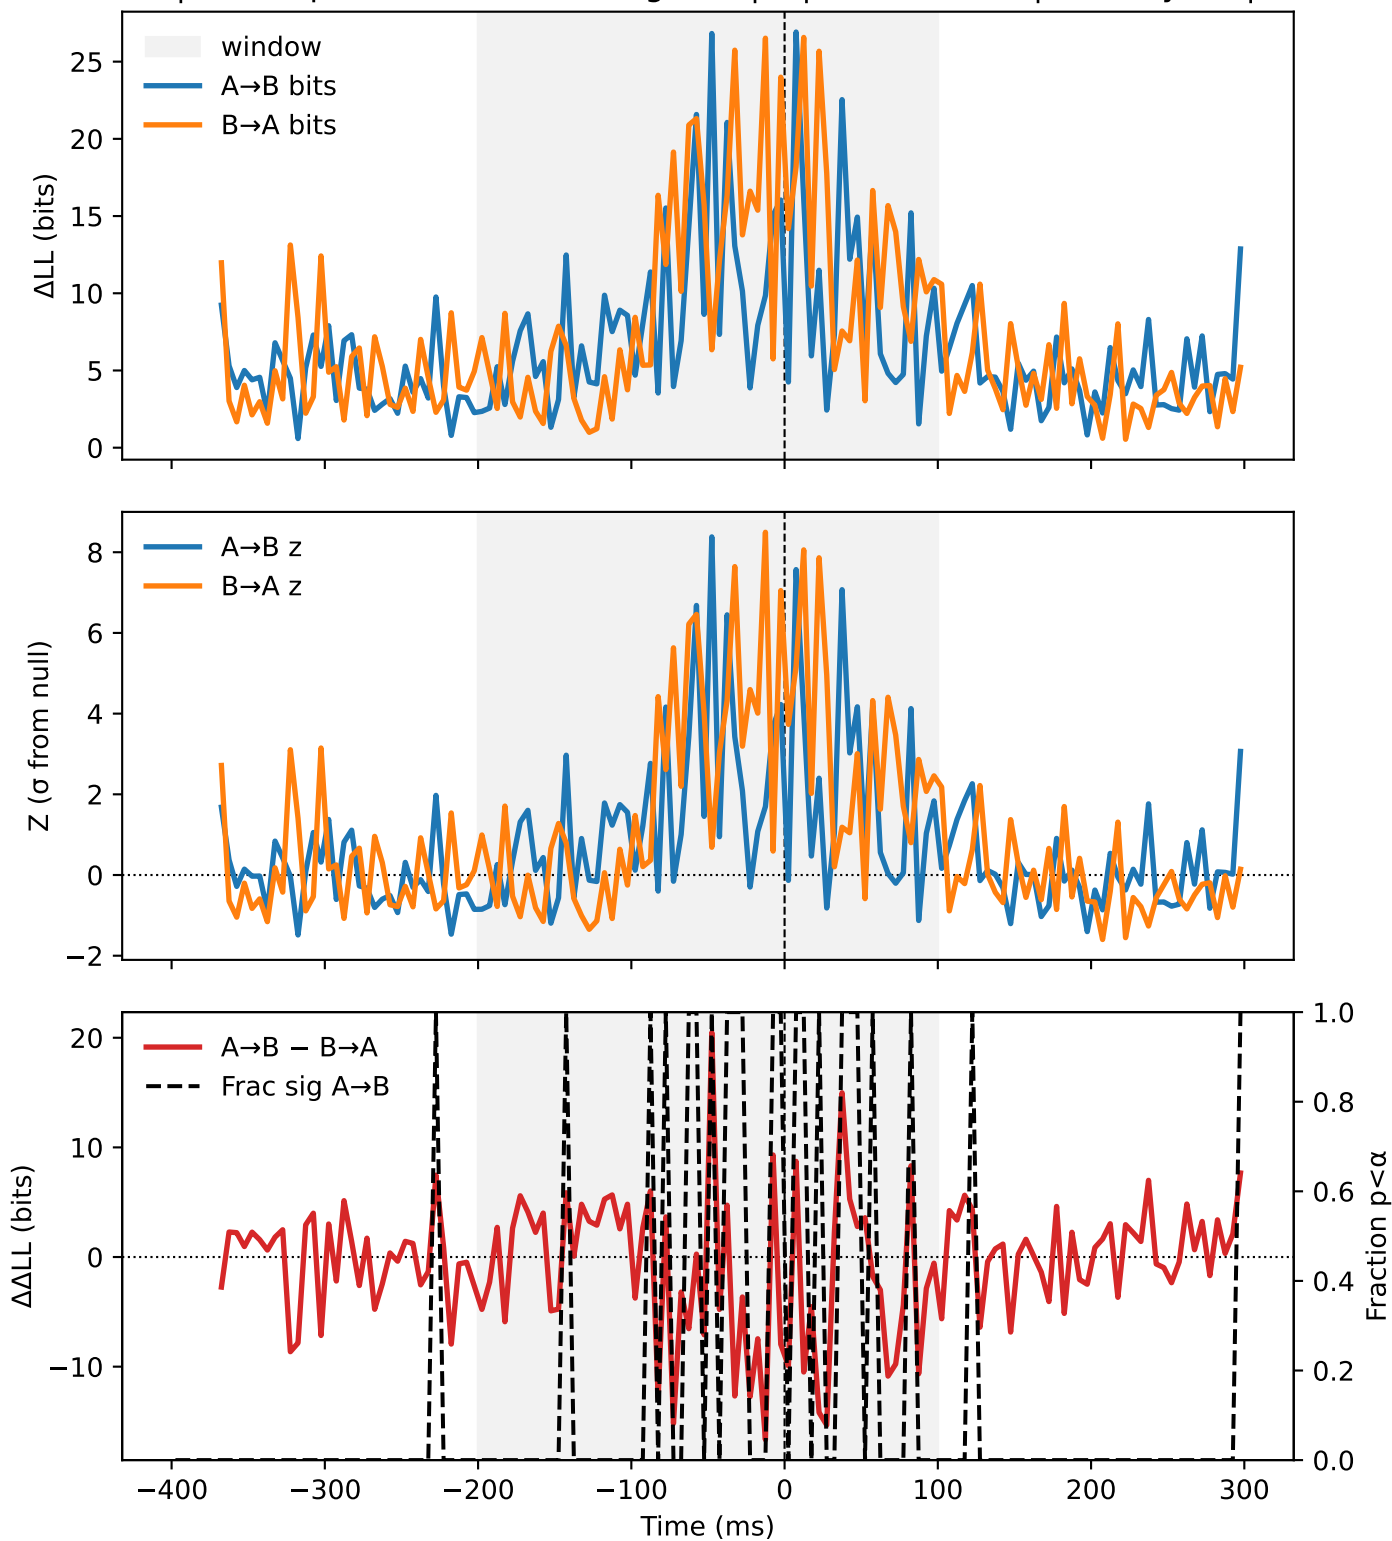 window
A→B bits
B→A bits
ΔLL (bits)
25
20
15
10
5
0
A→B z
B→A z
Z (σ from null)
8
6
4
2
0
−2
A→B − B→A
Frac sig A→B
ΔΔLL (bits)
20
10
0
−10
1.0
0.8
0.6
0.4
0.2
0.0
Fraction p<α
−400 −300 −200 −100 0 100 200 300
Time (ms)